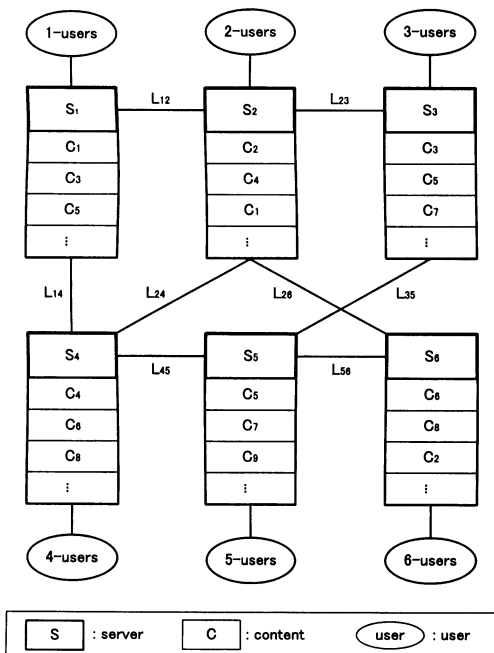 1-users 2-users 3-users
S1 L12 S2 L23 S3
C1 C2 C3
C3 C4 C5
C5 C1 C7
⋮ ⋮ ⋮
L14 L24 L26 L35
S4 L45 S5 L56 S6
C4 C5 C6
C6 C7 C8
C8 C9 C2
⋮ ⋮ ⋮
4-users 5-users 6-users
S : server C : content user : user